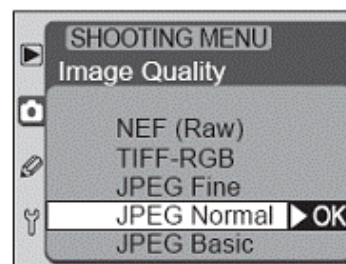 SHOOTING MENU
Image Quality
NEF (Raw)
TIFF-RGB
JPEG Fine
JPEG Normal ▶OK
JPEG Basic